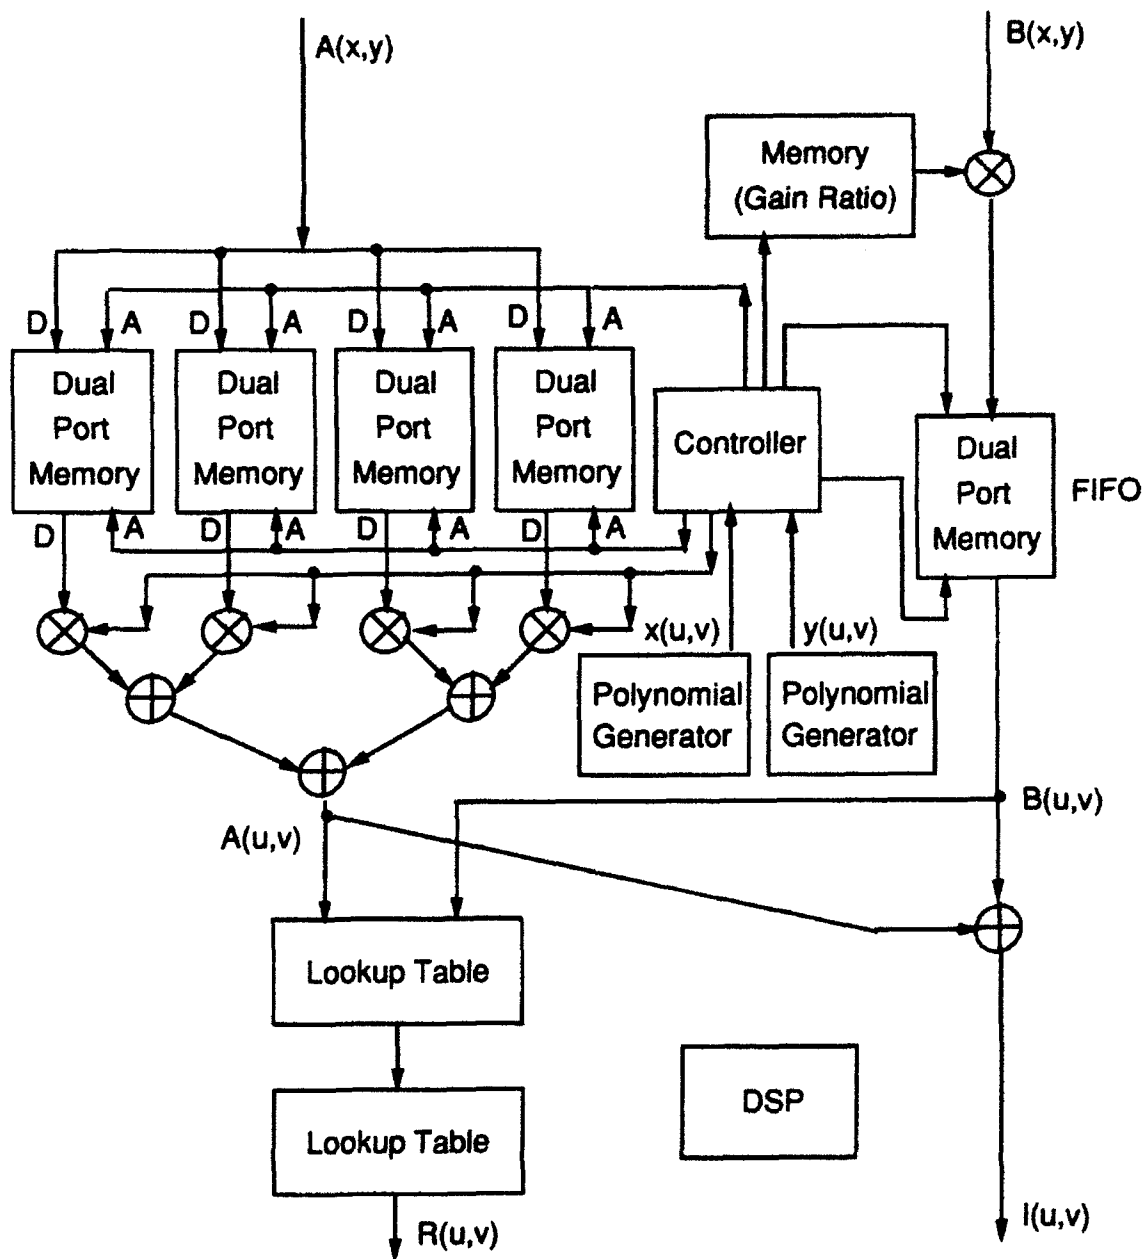 A(x,y)
B(x,y)
Memory
(Gain Ratio)
D A D A D A D A
Dual
Port
Memory
Dual
Port
Memory
Dual
Port
Memory
Dual
Port
Memory
Controller
Dual
Port
Memory
FIFO
D A D A D A D A
x(u,v)
y(u,v)
Polynomial
Generator
Polynomial
Generator
A(u,v)
B(u,v)
Lookup Table
DSP
Lookup Table
R(u,v)
I(u,v)